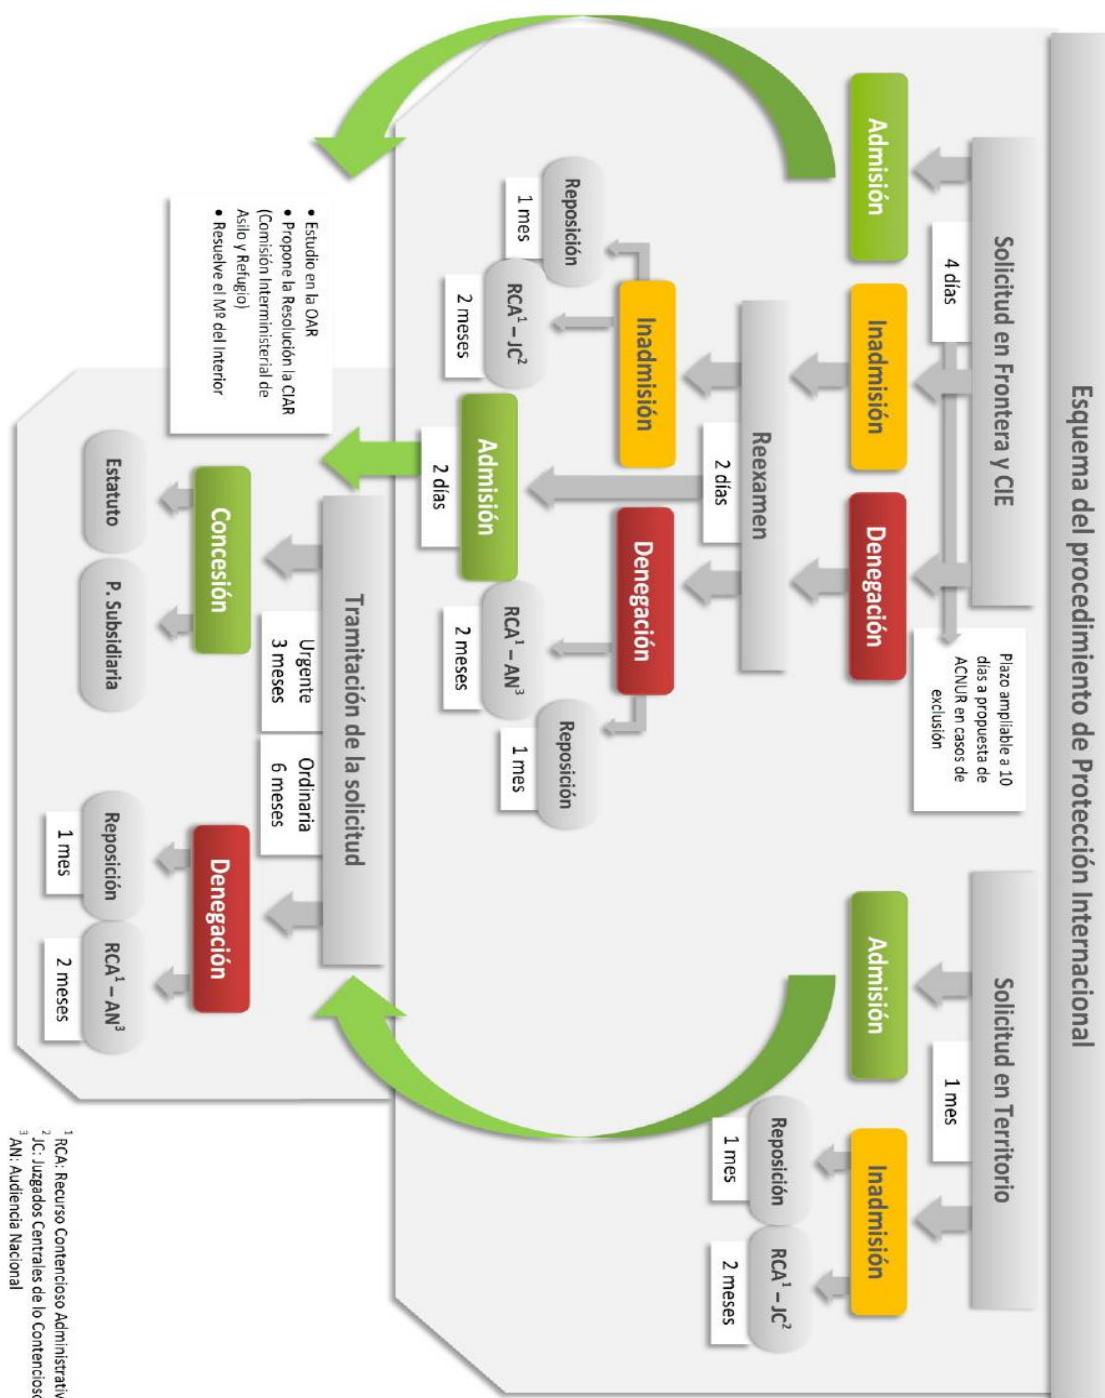 Esquema del procedimiento de Protección Internacional
Solicitud en Frontera y CIE
4 días
Plazo ampliable a 10
días a propuesta de
ACNUR en casos de
exclusión
Admisión
Inadmisión
Denegación
Reexamen
2 días
Inadmisión
Denegación
Reposición
1 mes
RCA¹ – JC²
2 meses
Admisión
2 días
RCA¹ – AN³
2 meses
Reposición
1 mes
Solicitud en Territorio
1 mes
Admisión
Inadmisión
Reposición
1 mes
RCA¹ – JC²
2 meses
• Estudio en la OAR
• Propone la Resolución la CIAR
(Comisión Interministerial de
Asilo y Refugio)
• Resuelve el Mº del Interior
Tramitación de la solicitud
Urgente
3 meses
Ordinaria
6 meses
Concesión
Estatuto
P. Subsidiaria
Denegación
Reposición
1 mes
RCA¹ – AN³
2 meses
¹ RCA: Recurso Contencioso Administrativ
² JC: Juzgados Centrales de lo Contencioso
³ AN: Audiencia Nacional